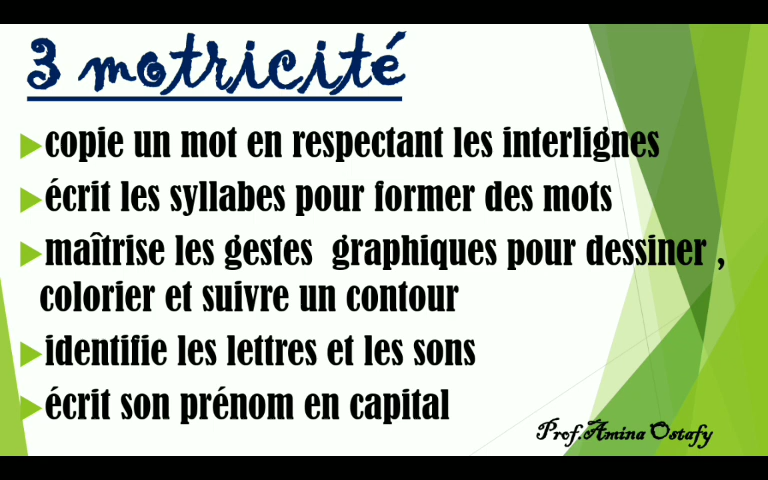 3 motricité
copie un mot en respectant les interlignes
écrit les syllabes pour former des mots
maîtrise les gestes graphiques pour dessiner ,
colorier et suivre un contour
identifie les lettres et les sons
écrit son prénom en capital
Prof.Amina Ostafy